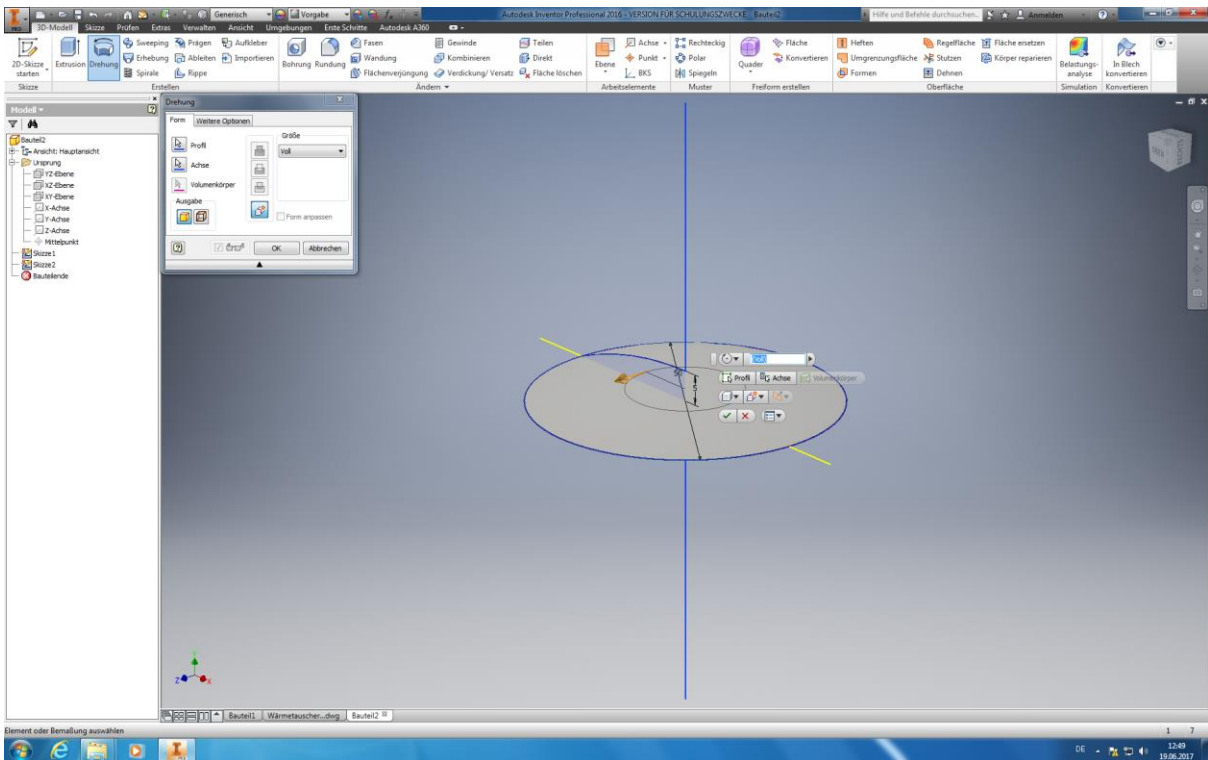 Generisch Vorgabe Autodesk Inventor Professional 2016 - VERSION FÜR SCHULUNGSZWECKE Bauteil2 Hilfe und Befehle durchsuchen... Anmelden
3D-Modell Skizze Prüfen Extras Verwalten Ansicht Umgebungen Erste Schritte Autodesk A360
2D-Skizze starten
Extrusion
Drehung
Sweeping Prägen Aufkleber
Erhebung Ableiten Importieren
Spirale Rippe
Bohrung Rundung
Fasen Gewinde Teilen
Wandung Kombinieren Direkt
Flächenverjüngung Verdickung/ Versatz Fläche löschen
Ebene
Achse
Punkt
BKS
Rechteckig
Polar
Spiegeln
Quader
Fläche
Konvertieren
Heften Regelfläche Fläche ersetzen
Umgrenzungsfläche Stutzen Körper reparieren
Formen Dehnen
Belastungs-
analyse
In Blech
konvertieren
Skizze Erstellen Ändern Arbeitselemente Muster Freiform erstellen Oberfläche Simulation Konvertieren
Modell
Bauteil2
Ansicht: Hauptansicht
Ursprung
YZ-Ebene
XZ-Ebene
XY-Ebene
X-Achse
Y-Achse
Z-Achse
Mittelpunkt
Skizze1
Skizze2
Bauteilende
Drehung
Form Weitere Optionen
Profil
Achse
Volumenkörper
Ausgabe
Größe
Voll
Form anpassen
OK Abbrechen
50
5
Profil Achse Volumenkörper
Y
Z X
Bauteil1 Wärmetauscher...dwg Bauteil2
Element oder Bemaßung auswählen
1 7
DE
12:49
19.06.2017